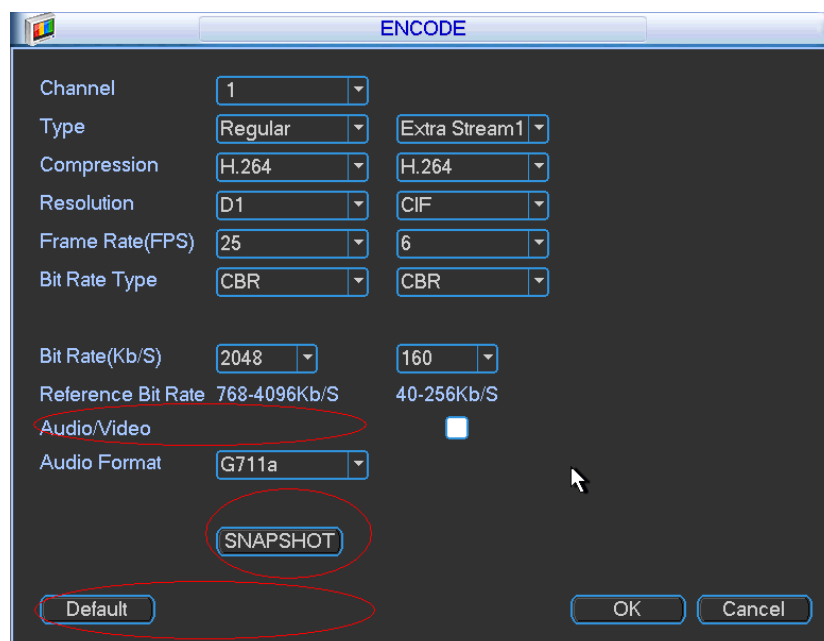 ENCODE
Channel 1
Type Regular Extra Stream1
Compression H.264 H.264
Resolution D1 CIF
Frame Rate(FPS) 25 6
Bit Rate Type CBR CBR
Bit Rate(Kb/S) 2048 160
Reference Bit Rate 768-4096Kb/S 40-256Kb/S
Audio/Video
Audio Format G711a
SNAPSHOT
Default OK Cancel